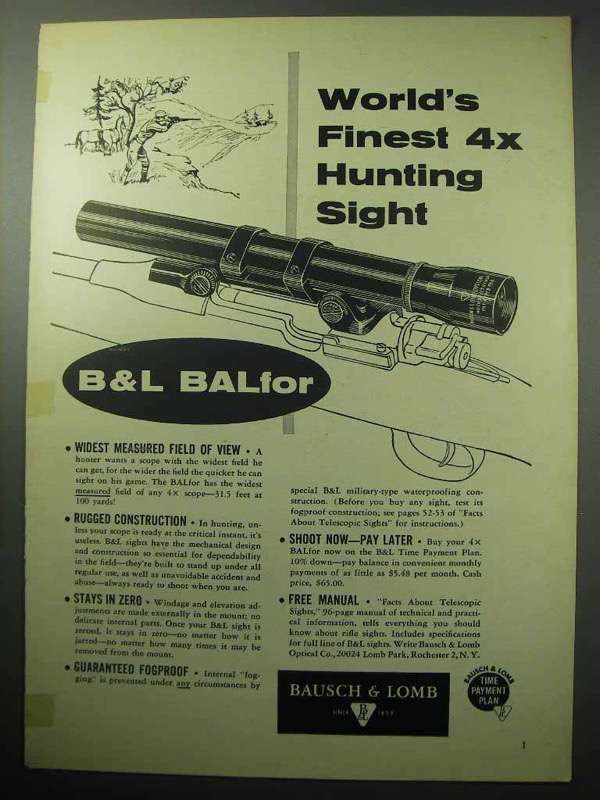 World's
Finest 4x
Hunting
Sight
B&L BALfor
• WIDEST MEASURED FIELD OF VIEW • A
hunter wants a scope with the widest field he
can get, for the wider the field the quicker he can
sight on his game. The BALfor has the widest
measured field of any 4× scope—31.5 feet at
100 yards!
• RUGGED CONSTRUCTION • In hunting, un-
less your scope is ready at the critical instant, it's
useless. B&L sights have the mechanical design
and construction so essential for dependability
in the field—they're built to stand up under all
regular use, as well as unavoidable accident and
abuse—always ready to shoot when you are.
• STAYS IN ZERO • Windage and elevation ad-
justments are made externally in the mount; no
delicate internal parts. Once your B&L sight is
zeroed, it stays in zero—no matter how it is
jarred—no matter how many times it may be
removed from the mount.
• GUARANTEED FOGPROOF • Internal "fog-
ging" is prevented under any circumstances by
special B&L military-type waterproofing con-
struction. (Before you buy any sight, test its
fogproof construction; see pages 52-53 of "Facts
About Telescopic Sights" for instructions.)
• SHOOT NOW—PAY LATER • Buy your 4×
BALfor now on the B&L Time Payment Plan.
10% down—pay balance in convenient monthly
payments of as little as $5.48 per month. Cash
price, $65.00.
• FREE MANUAL • "Facts About Telescopic
Sights," 96-page manual of technical and practi-
cal information, tells everything you should
know about rifle sights. Includes specifications
for full line of B&L sights. Write Bausch & Lomb
Optical Co., 20024 Lomb Park, Rochester 2, N. Y.
BAUSCH & LOMB
SINCE 1853
BAUSCH & LOMB
TIME
PAYMENT
PLAN
1